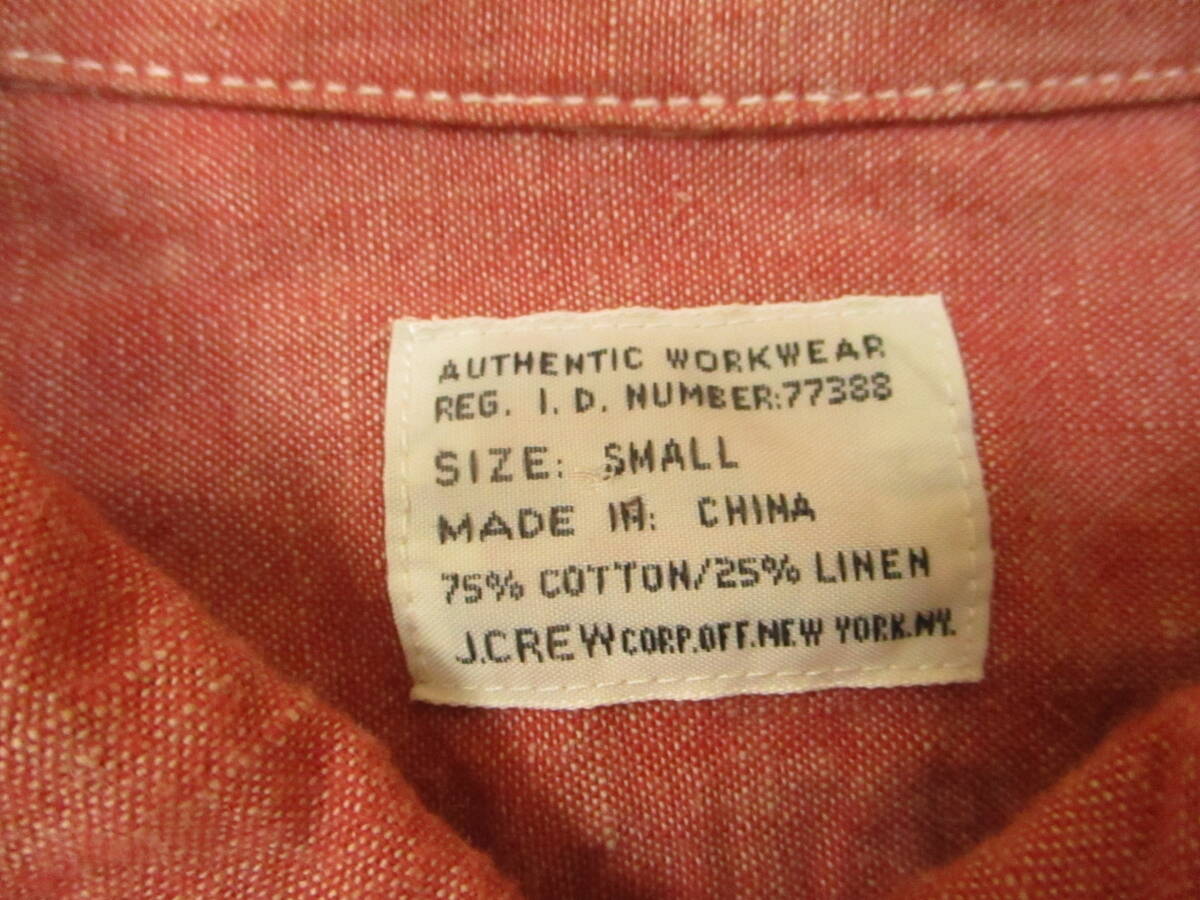 AUTHENTIC WORKWEAR
REG. I. D. NUMBER:77388
SIZE: SMALL
MADE IN: CHINA
75% COTTON/25% LINEN
J.CREW CORP.OFF.NEW YORK.NY.